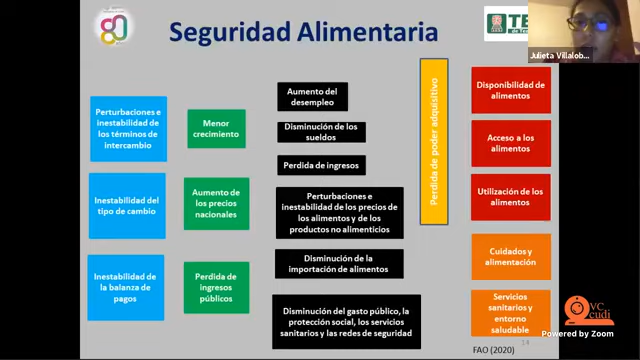 Seguridad Alimentaria
TE
de Te
Julieta Villalob...
Perturbaciones e
inestabilidad de
los términos de
intercambio
Inestabilidad del
tipo de cambio
Inestabilidad de
la balanza de
pagos
Menor
crecimiento
Aumento de
los precios
nacionales
Perdida de
ingresos
públicos
Aumento del
desempleo
Disminución de los
sueldos
Perdida de ingresos
Perturbaciones e
inestabilidad de los precios de
los alimentos y de los
productos no alimenticios
Disminución de la
importación de alimentos
Disminución del gasto público, la
protección social, los servicios
sanitarios y las redes de seguridad
Perdida de poder adquisitivo
Disponibilidad de
alimentos
Acceso a los
alimentos
Utilización de los
alimentos
Cuidados y
alimentación
Servicios
sanitarios y
entorno
saludable
FAO (2020)
14
VC
cudi
Powered by Zoom